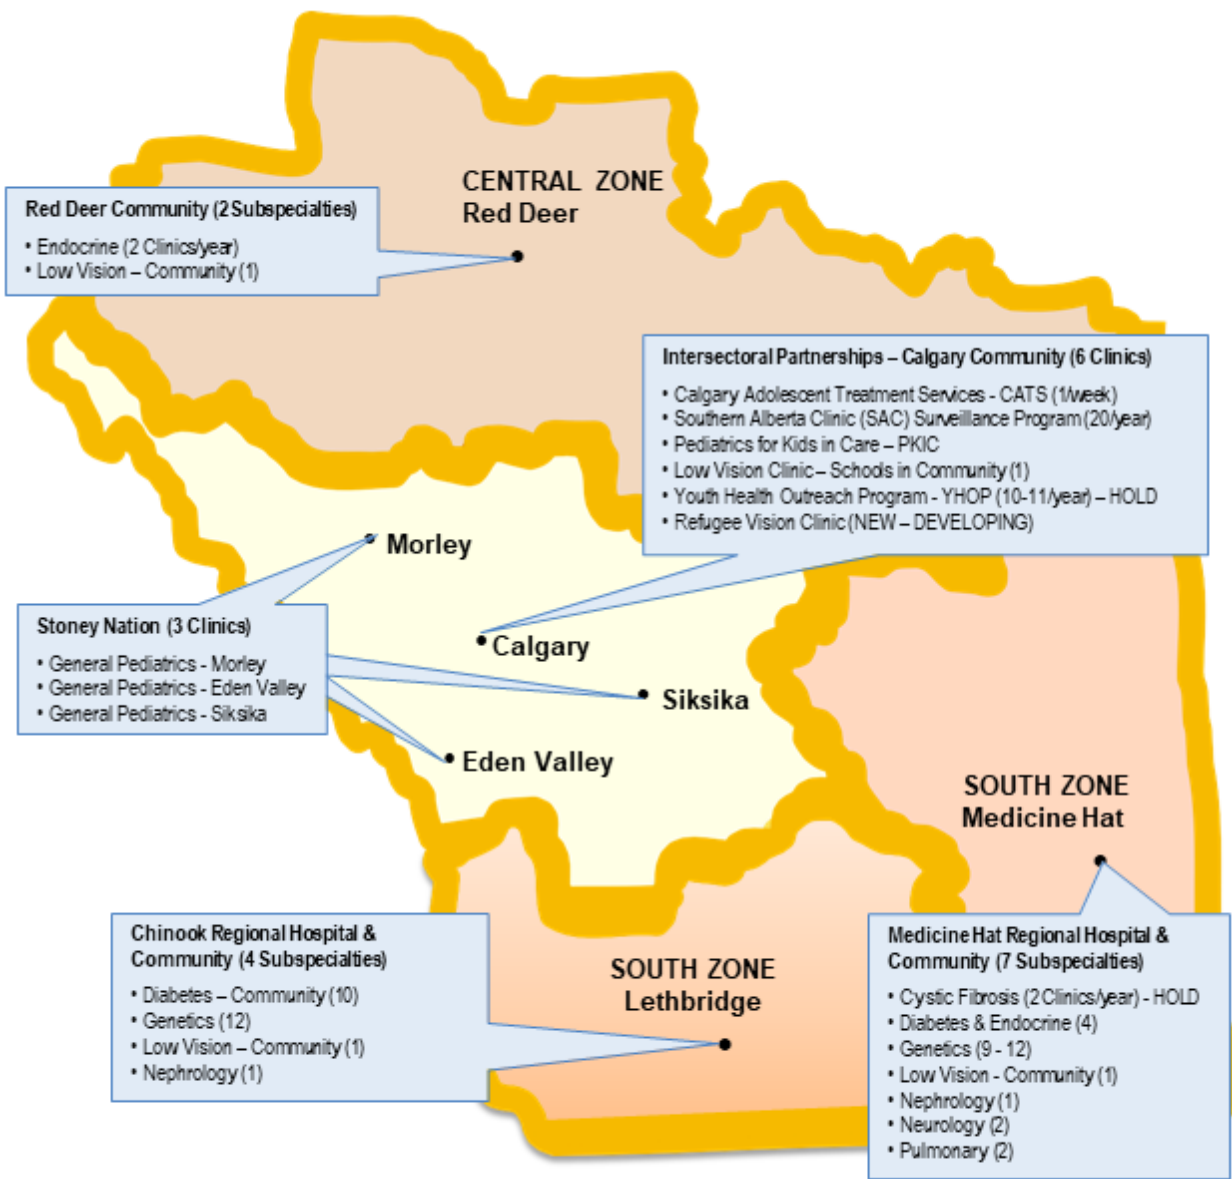 CENTRAL ZONE
Red Deer
Red Deer Community (2 Subspecialties)
• Endocrine (2 Clinics/year)
• Low Vision – Community (1)
Intersectoral Partnerships – Calgary Community (6 Clinics)
• Calgary Adolescent Treatment Services - CATS (1/week)
• Southern Alberta Clinic (SAC) Surveillance Program (20/year)
• Pediatrics for Kids in Care – PKIC
• Low Vision Clinic – Schools in Community (1)
• Youth Health Outreach Program - YHOP (10-11/year) – HOLD
• Refugee Vision Clinic (NEW – DEVELOPING)
Morley
Stoney Nation (3 Clinics)
• General Pediatrics - Morley
• General Pediatrics - Eden Valley
• General Pediatrics - Siksika
Calgary
Siksika
Eden Valley
SOUTH ZONE
Medicine Hat
Chinook Regional Hospital &
Community (4 Subspecialties)
• Diabetes – Community (10)
• Genetics (12)
• Low Vision – Community (1)
• Nephrology (1)
SOUTH ZONE
Lethbridge
Medicine Hat Regional Hospital &
Community (7 Subspecialties)
• Cystic Fibrosis (2 Clinics/year) - HOLD
• Diabetes & Endocrine (4)
• Genetics (9 - 12)
• Low Vision - Community (1)
• Nephrology (1)
• Neurology (2)
• Pulmonary (2)